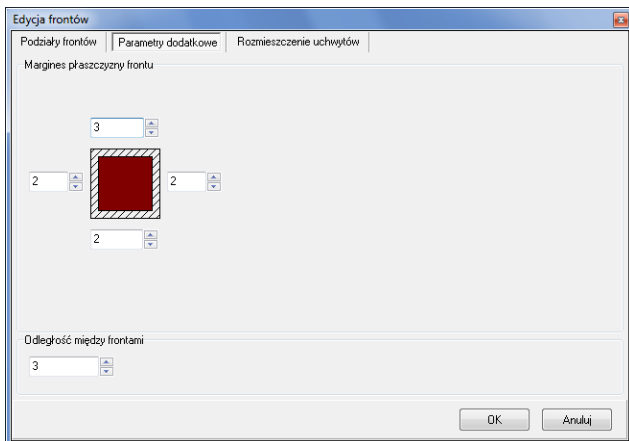 Edycja frontów
Podziały frontów Parametry dodatkowe Rozmieszczenie uchwytów
Margines płaszczyzny frontu
3
2 2
2
Odległość między frontami
3
OK Anuluj